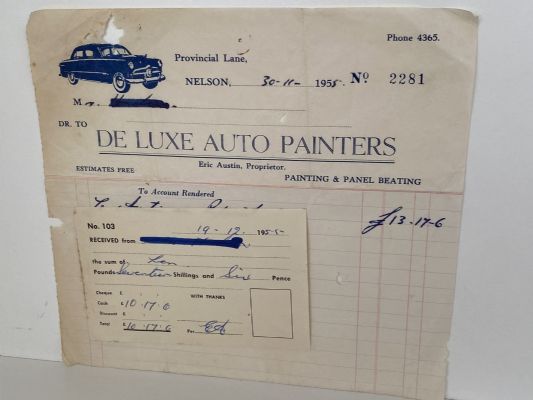 Phone 4365.
Provincial Lane,
NELSON, 30-11- 1955 Nº 2281
M r.
DR. TO
DE LUXE AUTO PAINTERS
Eric Austin, Proprietor.
ESTIMATES FREE
PAINTING & PANEL BEATING
To Account Rendered
£13-17-6
No. 103
19-12. 1955-
RECEIVED from
the sum of Ten
Pounds Seventeen Shillings and Six Pence
Cheque £
WITH THANKS
Cash £ 10.17.6
Discount £
Total £ 10.17.6
Per EA